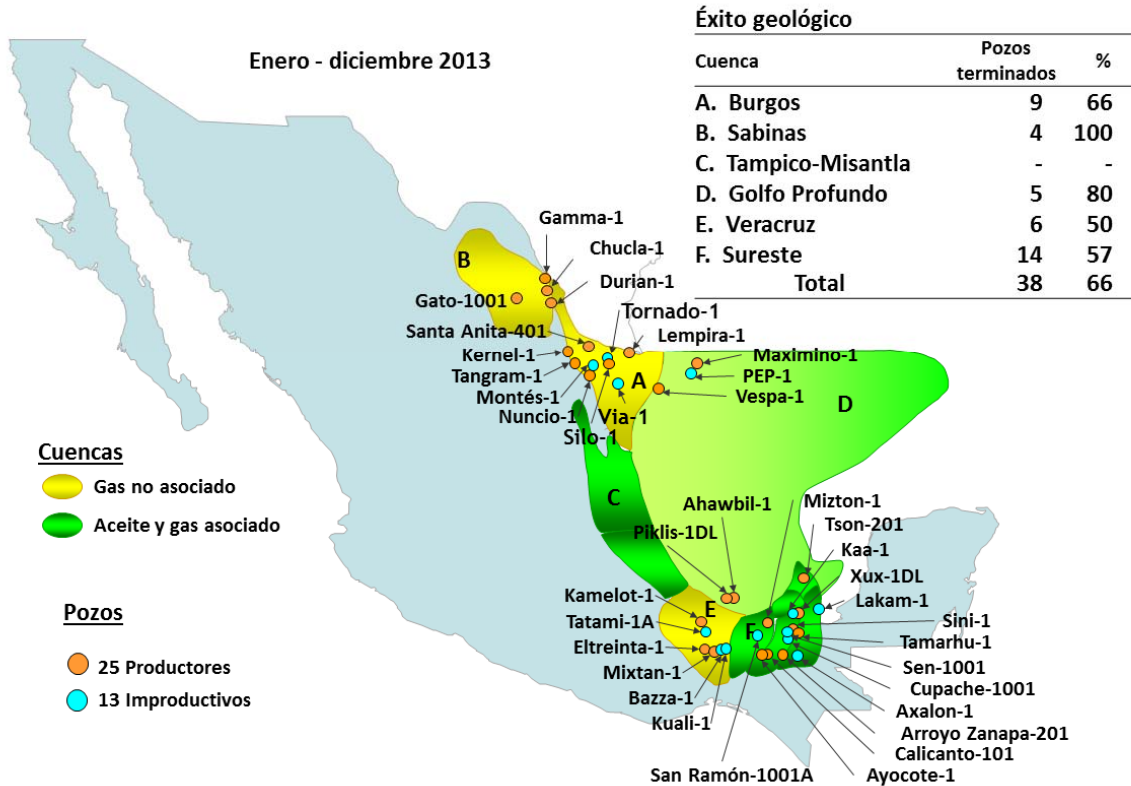 Enero - diciembre 2013
Éxito geológico
Cuenca Pozos terminados %
A. Burgos 9 66
B. Sabinas 4 100
C. Tampico-Misantla - -
D. Golfo Profundo 5 80
E. Veracruz 6 50
F. Sureste 14 57
Total 38 66
Gamma-1
Chucla-1
Durian-1
B
Gato-1001
Tornado-1
Santa Anita-401
Lempira-1
Kernel-1
Maximino-1
Tangram-1
A
PEP-1
Montés-1
Vespa-1
D
Nuncio-1
Via-1
Silo-1
Cuencas
Gas no asociado
Aceite y gas asociado
C
Ahawbil-1
Mizton-1
Piklis-1DL
Tson-201
Kaa-1
Xux-1DL
Kamelot-1
Lakam-1
E
Tatami-1A
F
Sini-1
Eltreinta-1
Tamarhu-1
Mixtan-1
Sen-1001
Bazza-1
Cupache-1001
Kuali-1
Axalon-1
Arroyo Zanapa-201
Calicanto-101
San Ramón-1001A
Ayocote-1
Pozos
25 Productores
13 Improductivos